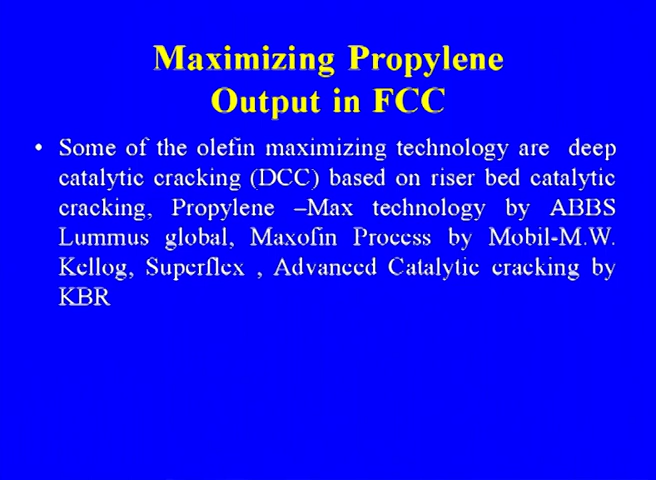 Maximizing Propylene
Output in FCC
• Some of the olefin maximizing technology are deep
catalytic cracking (DCC) based on riser bed catalytic
cracking, Propylene –Max technology by ABBS
Lummus global, Maxofin Process by Mobil-M.W.
Kellog, Superflex , Advanced Catalytic cracking by
KBR